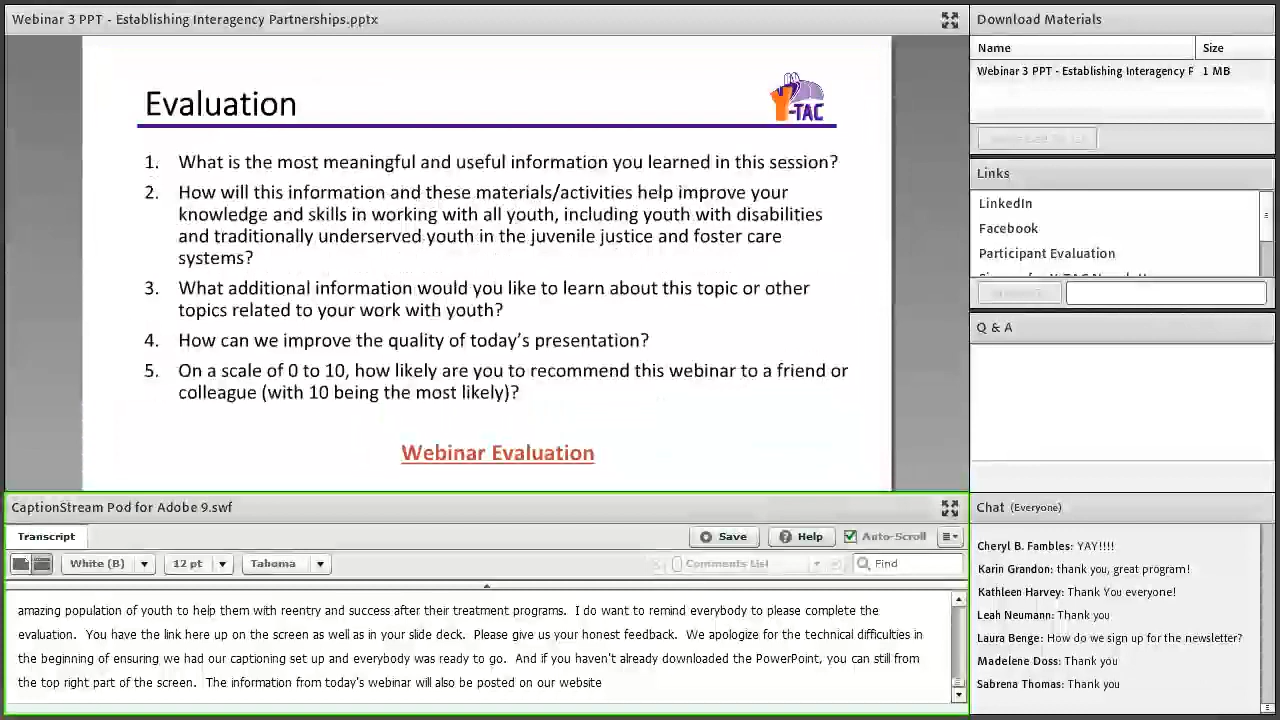 Webinar 3 PPT - Establishing Interagency Partnerships.pptx
Evaluation
Y-TAC
1. What is the most meaningful and useful information you learned in this session?
2. How will this information and these materials/activities help improve your
knowledge and skills in working with all youth, including youth with disabilities
and traditionally underserved youth in the juvenile justice and foster care
systems?
3. What additional information would you like to learn about this topic or other
topics related to your work with youth?
4. How can we improve the quality of today's presentation?
5. On a scale of 0 to 10, how likely are you to recommend this webinar to a friend or
colleague (with 10 being the most likely)?
Webinar Evaluation
CaptionStream Pod for Adobe 9.swf
Transcript
Save Help Auto-Scroll
White (B) 12 pt Tahoma Comments List Find
amazing population of youth to help them with reentry and success after their treatment programs. I do want to remind everybody to please complete the
evaluation. You have the link here up on the screen as well as in your slide deck. Please give us your honest feedback. We apologize for the technical difficulties in
the beginning of ensuring we had our captioning set up and everybody was ready to go. And if you haven't already downloaded the PowerPoint, you can still from
the top right part of the screen. The information from today's webinar will also be posted on our website
Download Materials
Name Size
Webinar 3 PPT - Establishing Interagency F 1 MB
Links
LinkedIn
Facebook
Participant Evaluation
Q & A
Chat (Everyone)
Cheryl B. Fambles: YAY!!!!
Karin Grandon: thank you, great program!
Kathleen Harvey: Thank You everyone!
Leah Neumann: Thank you
Laura Benge: How do we sign up for the newsletter?
Madelene Doss: Thank you
Sabrena Thomas: Thank you